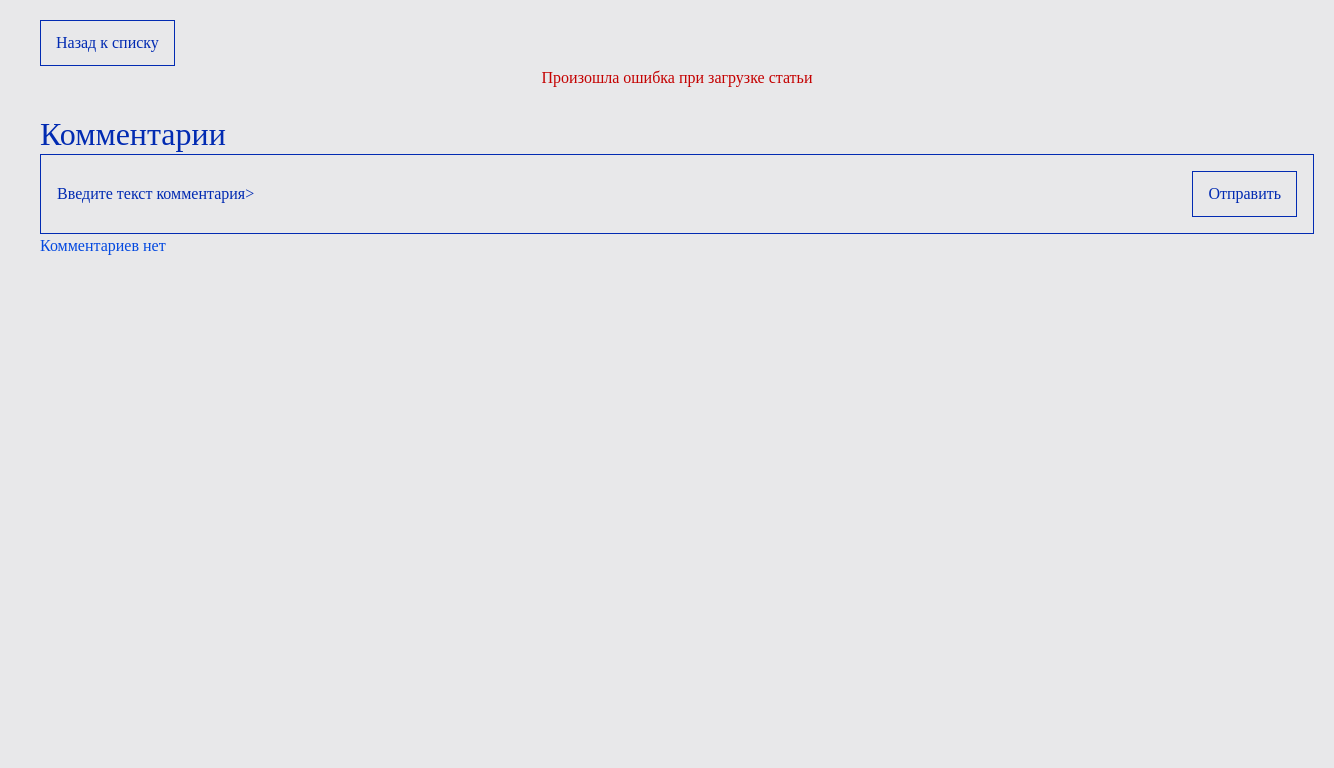 Назад к списку
Произошла ошибка при загрузке статьи
Комментарии
Введите текст комментария>
Отправить
Комментариев нет